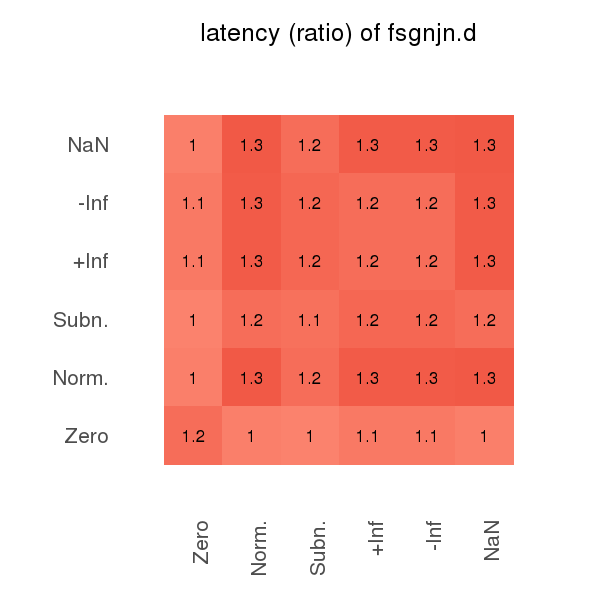 latency (ratio) of fsgnjn.d
NaN 1 1.3 1.2 1.3 1.3 1.3
-Inf 1.1 1.3 1.2 1.2 1.2 1.3
+Inf 1.1 1.3 1.2 1.2 1.2 1.3
Subn. 1 1.2 1.1 1.2 1.2 1.2
Norm. 1 1.3 1.2 1.3 1.3 1.3
Zero 1.2 1 1 1.1 1.1 1
Zero Norm. Subn. +Inf -Inf NaN